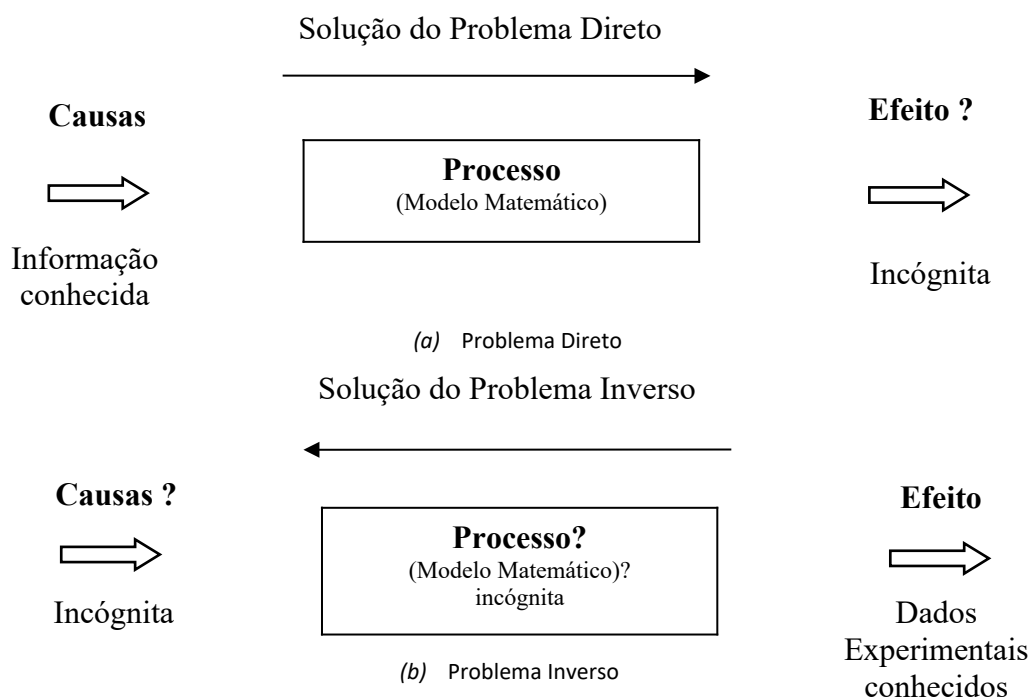 Solução do Problema Direto
Causas
Efeito ?
Processo
(Modelo Matemático)
Informação
conhecida
Incógnita
(a) Problema Direto
Solução do Problema Inverso
Causas ?
Efeito
Processo?
(Modelo Matemático)?
incógnita
Incógnita
Dados
Experimentais
conhecidos
(b) Problema Inverso